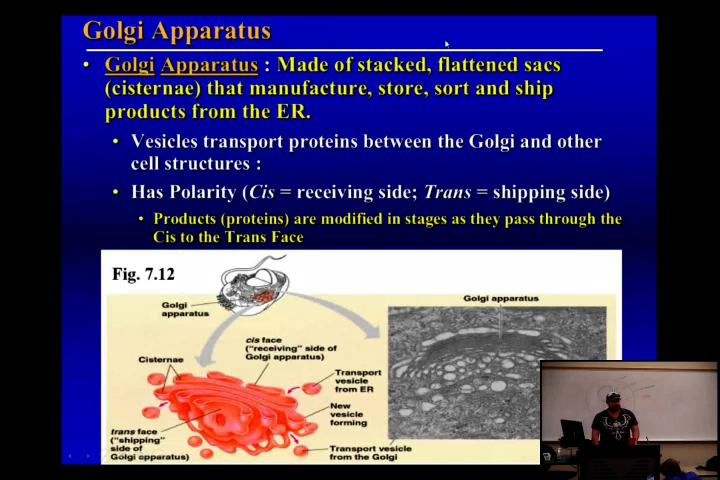 Golgi Apparatus
• Golgi Apparatus : Made of stacked, flattened sacs
(cisternae) that manufacture, store, sort and ship
products from the ER.
• Vesicles transport proteins between the Golgi and other
cell structures :
• Has Polarity (Cis = receiving side; Trans = shipping side)
• Products (proteins) are modified in stages as they pass through the
Cis to the Trans Face
Fig. 7.12
Golgi
apparatus
Golgi apparatus
cis face
("receiving" side of
Golgi apparatus)
Cisternae
Transport
vesicle
from ER
New
vesicle
forming
trans face
("shipping"
side of
Golgi apparatus)
Transport vesicle
from the Golgi